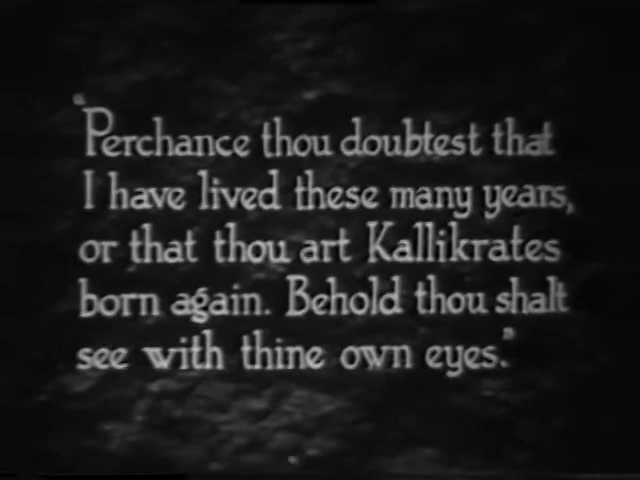 "Perchance thou doubtest that
I have lived these many years,
or that thou art Kallikrates
born again. Behold thou shalt
see with thine own eyes."